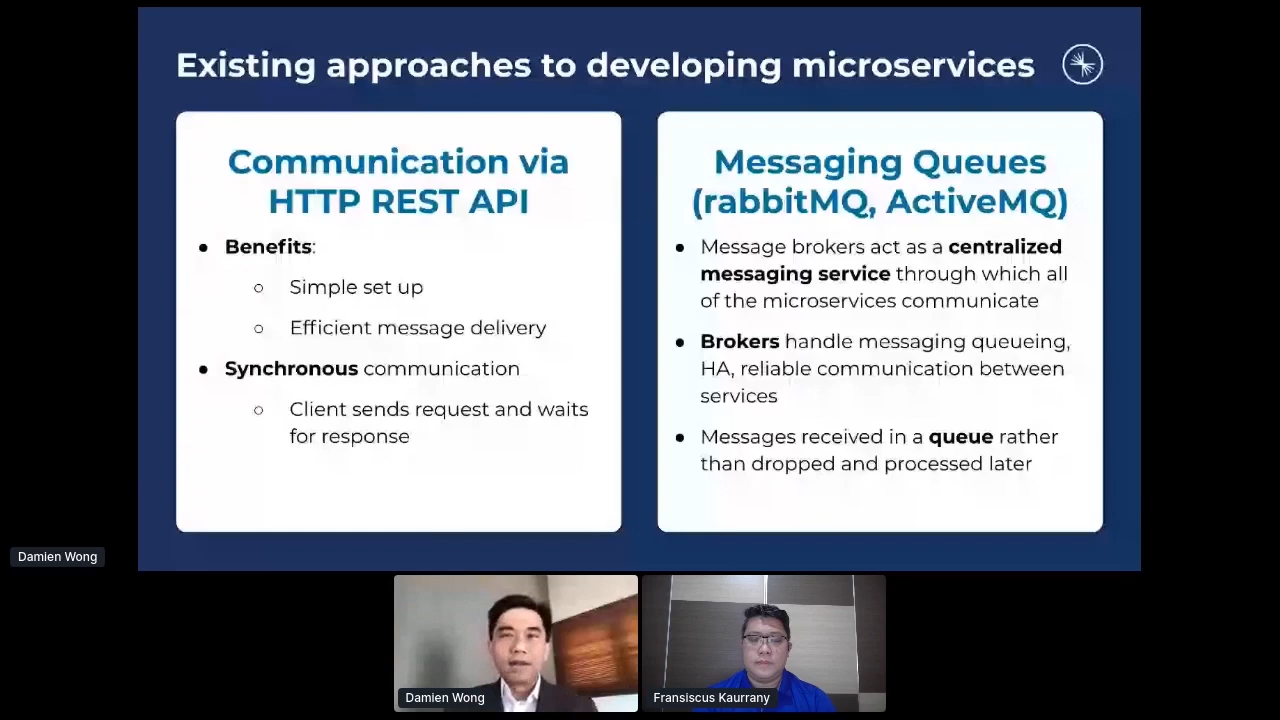 Existing approaches to developing microservices
Communication via
HTTP REST API
● Benefits:
○ Simple set up
○ Efficient message delivery
● Synchronous communication
○ Client sends request and waits
for response
Messaging Queues
(rabbitMQ, ActiveMQ)
● Message brokers act as a centralized
messaging service through which all
of the microservices communicate
● Brokers handle messaging queueing,
HA, reliable communication between
services
● Messages received in a queue rather
than dropped and processed later
Damien Wong
Damien Wong
Fransiscus Kaurrany